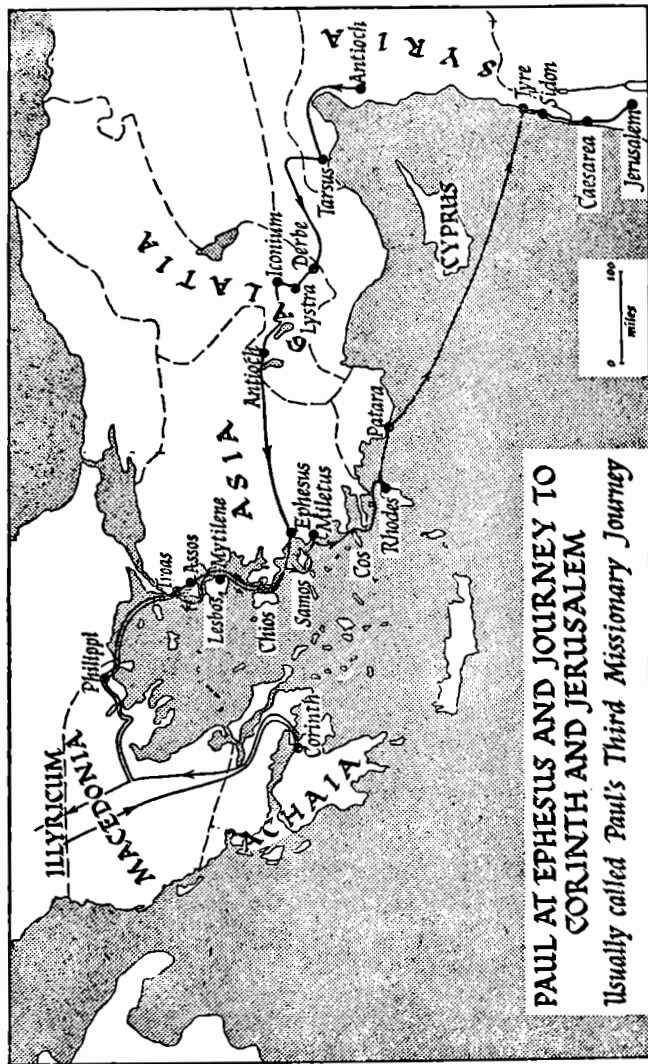 ILLYRICUM
MACEDONIA
Philippi
Troas
Assos
Mytilene
Lesbos
Chios
Samos
Ephesus
Miletus
Cos
Rhodes
Patara
Corinth
ACHAIA
ASIA
Antioch
GALATIA
Iconium
Lystra
Derbe
Tarsus
Antioch
SYRIA
CYPRUS
Tyre
Sidon
Caesarea
Jerusalem
0 100
miles
PAUL AT EPHESUS AND JOURNEY TO
CORINTH AND JERUSALEM
Usually called Paul's Third Missionary Journey